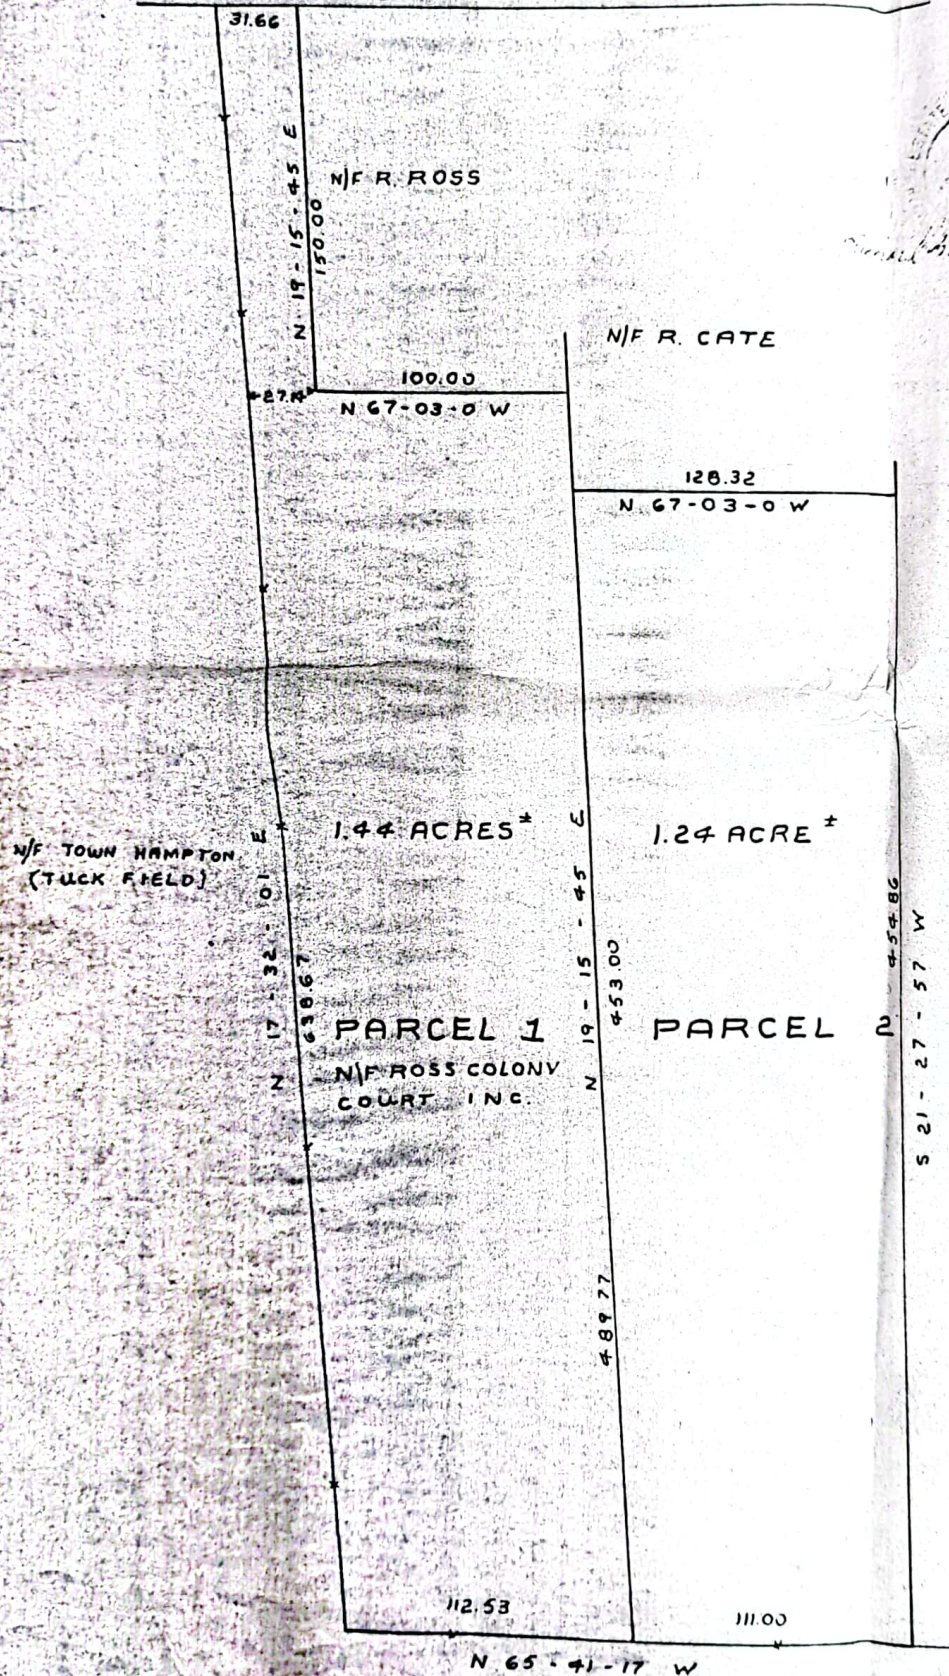 31.66
N 19-15-45 E
150.00
N/F R. ROSS
N/F R. CATE
27.14
100.00
N 67-03-0 W
128.32
N 67-03-0 W
1.44 ACRES ±
1.24 ACRE ±
N/F TOWN HAMPTON
(TUCK FIELD)
N 17-32-01 E
638.67
PARCEL 1
N/F ROSS COLONY
COURT INC.
N 19-15-45 E
453.00
489.77
PARCEL 2
454.86
S 21-27-57 W
112.53
111.00
N 65-41-17 W